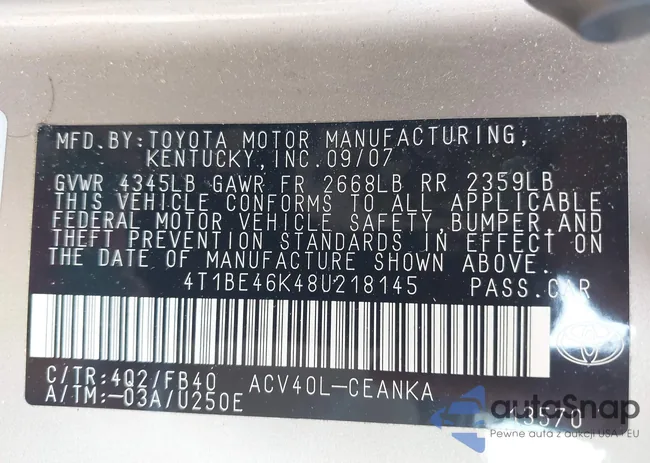 MFD.BY:TOYOTA MOTOR MANUFACTURING,
KENTUCKY,INC.09/07
GVWR 4345LB GAWR FR 2668LB RR 2359LB
THIS VEHICLE CONFORMS TO ALL APPLICABLE
FEDERAL MOTOR VEHICLE SAFETY,BUMPER,AND
THEFT PREVENTION STANDARDS IN EFFECT ON
THE DATE OF MANUFACTURE SHOWN ABOVE.
4T1BE46K48U218145 PASS.CAR
C/TR:4Q2/FB40 ACV40L-CEANKA
A/TM:-03A/U250E 13570
autoSnap
Pewne auta z aukcji USA